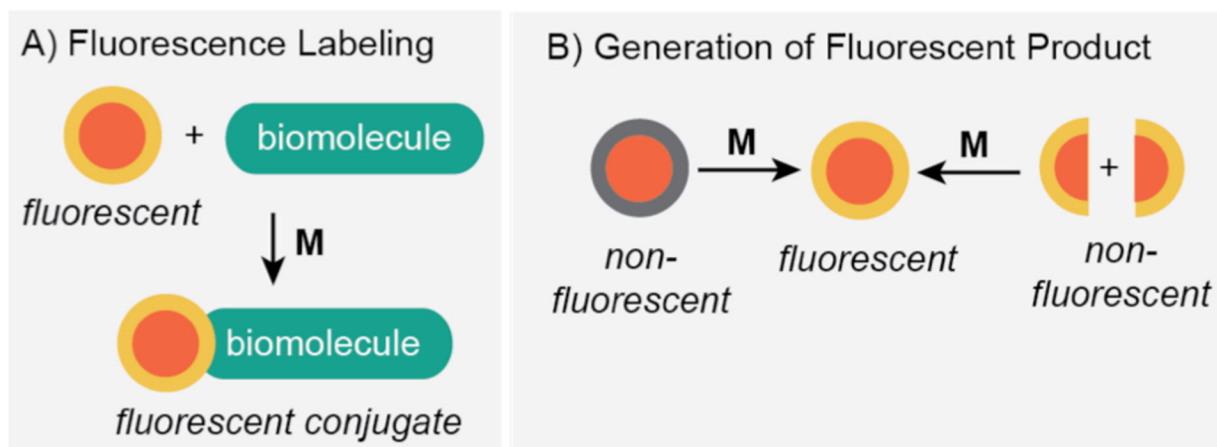 A) Fluorescence Labeling
+ biomolecule
fluorescent
M
biomolecule
fluorescent conjugate
B) Generation of Fluorescent Product
M M
+
non-
fluorescent
fluorescent
non-
fluorescent